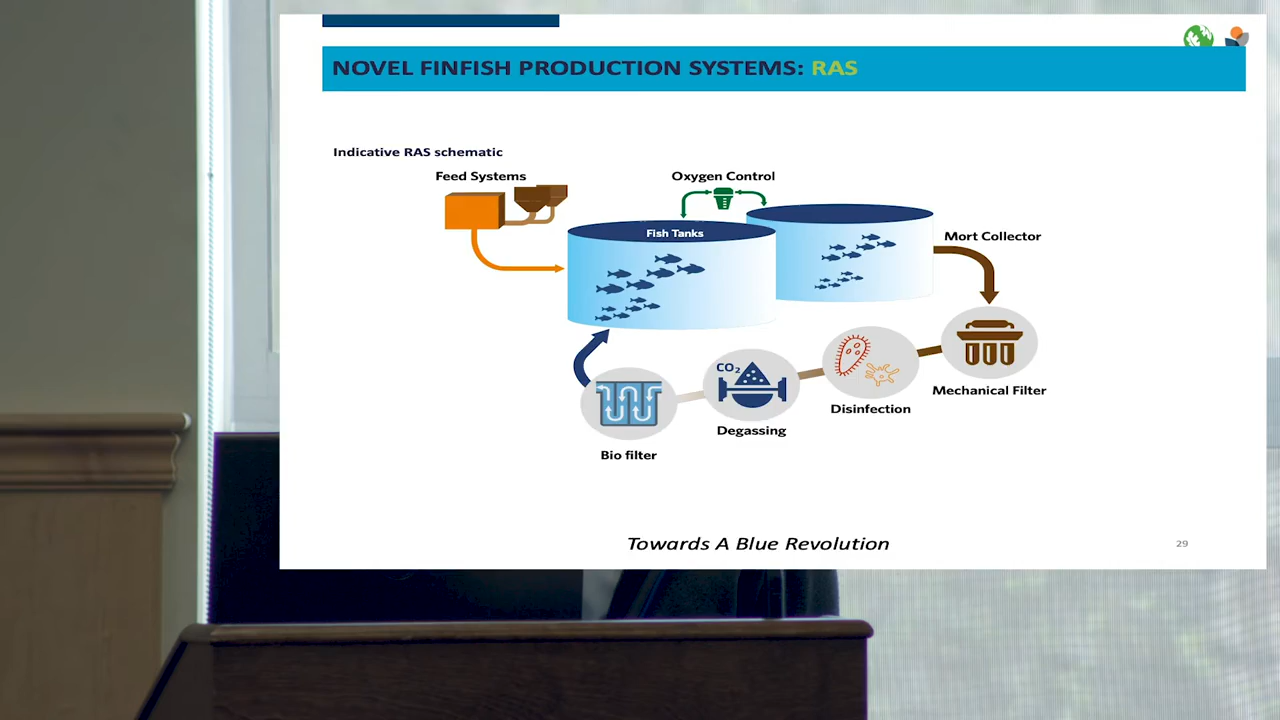 NOVEL FINFISH PRODUCTION SYSTEMS: RAS
Indicative RAS schematic
Feed Systems
Oxygen Control
Fish Tanks
Mort Collector
Mechanical Filter
Disinfection
CO₂
Degassing
Bio filter
Towards A Blue Revolution
29